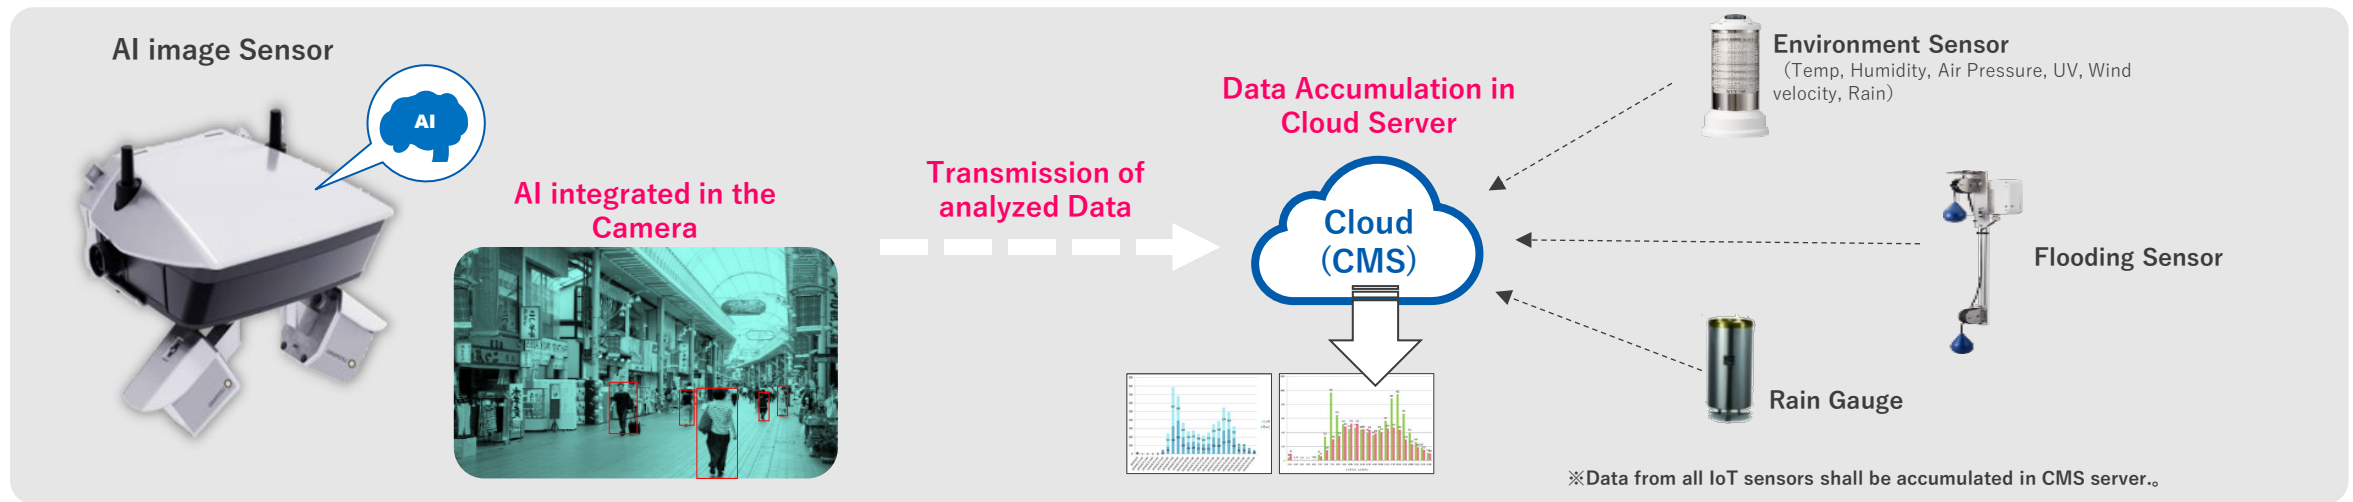 AI image Sensor
AI
AI integrated in the
Camera
Transmission of
analyzed Data
Data Accumulation in
Cloud Server
Cloud
(CMS)
Environment Sensor
（Temp, Humidity, Air Pressure, UV, Wind
velocity, Rain）
Flooding Sensor
Rain Gauge
※Data from all IoT sensors shall be accumulated in CMS server.。